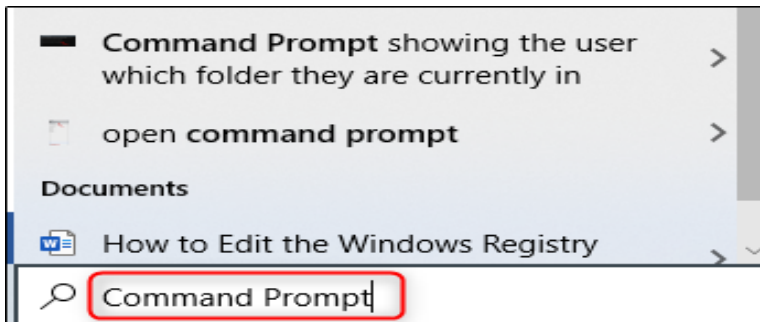 Command Prompt showing the user
which folder they are currently in
open command prompt
Documents
How to Edit the Windows Registry
Command Prompt